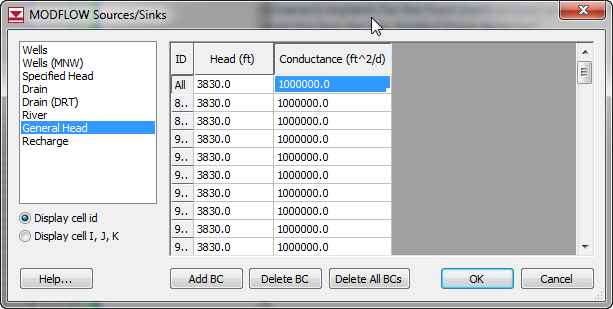 MODFLOW Sources/Sinks
Wells
Wells (MNW)
Specified Head
Drain
Drain (DRT)
River
General Head
Recharge
Display cell id
Display cell I, J, K
ID Head (ft) Conductance (ft^2/d)
All 3830.0 1000000.0
8.. 3830.0 1000000.0
8.. 3830.0 1000000.0
8.. 3830.0 1000000.0
9.. 3830.0 1000000.0
9.. 3830.0 1000000.0
9.. 3830.0 1000000.0
9.. 3830.0 1000000.0
9.. 3830.0 1000000.0
9.. 3830.0 1000000.0
Help...
Add BC
Delete BC
Delete All BCs
OK
Cancel